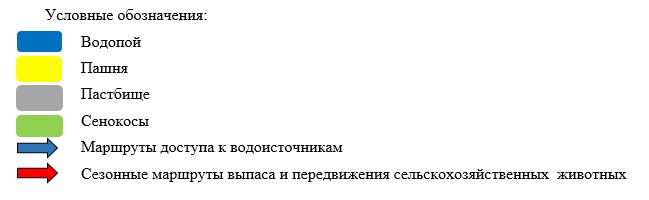 Условные обозначения:
Водопой
Пашня
Пастбище
Сенокосы
Маршруты доступа к водоисточникам
Сезонные маршруты выпаса и передвижения сельскохозяйственных животных